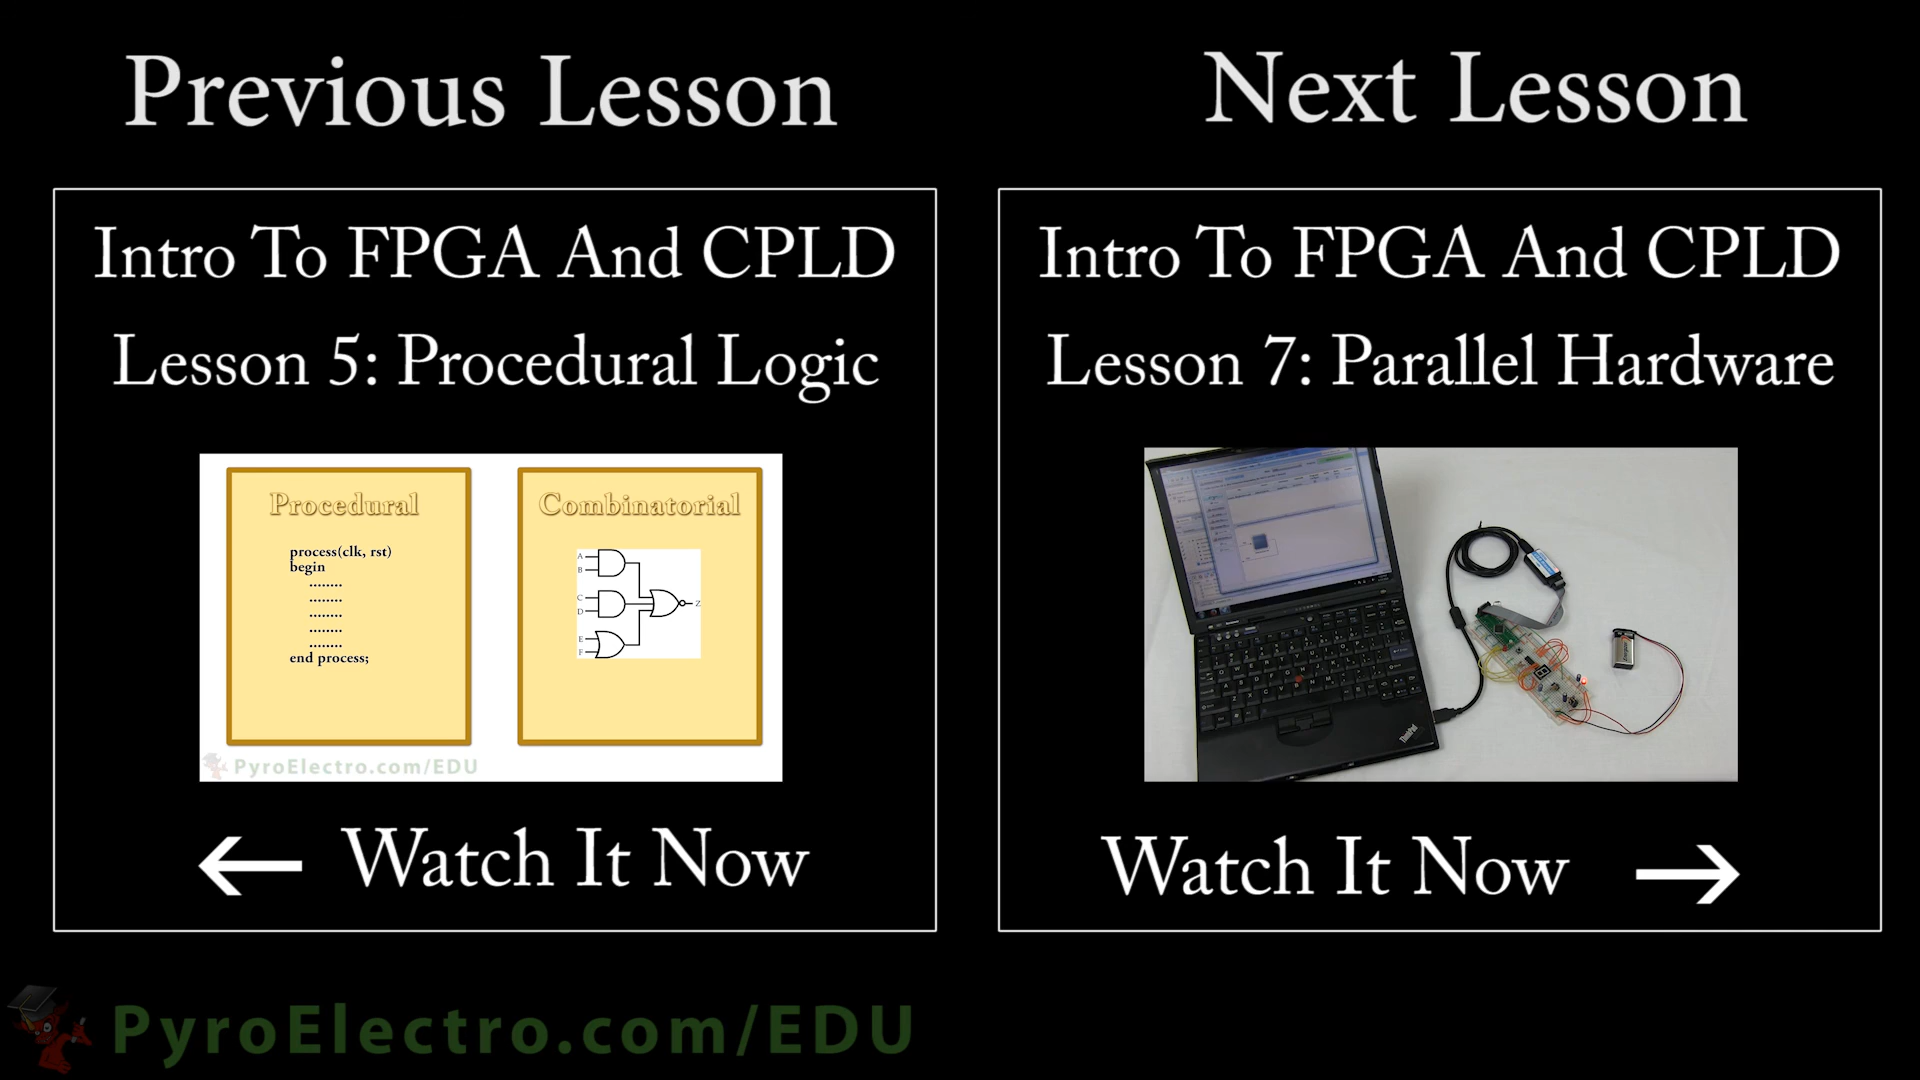 Previous Lesson
Intro To FPGA And CPLD
Lesson 5: Procedural Logic
Procedural
process(clk, rst)
begin
........
........
........
........
........
end process;
Combinatorial
A
B
C
D
E
F
Z
PyroElectro.com/EDU
← Watch It Now
Next Lesson
Intro To FPGA And CPLD
Lesson 7: Parallel Hardware
ThinkPad
Watch It Now →
PyroElectro.com/EDU